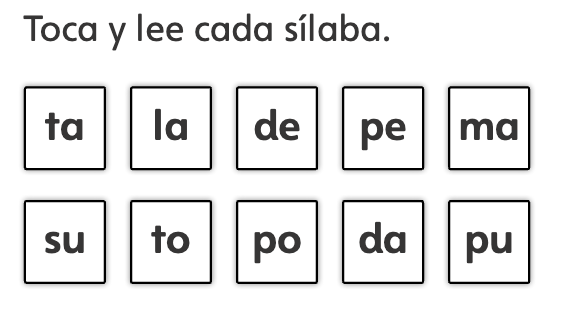 Toca y lee cada sílaba.
ta la de pe ma
su to po da pu